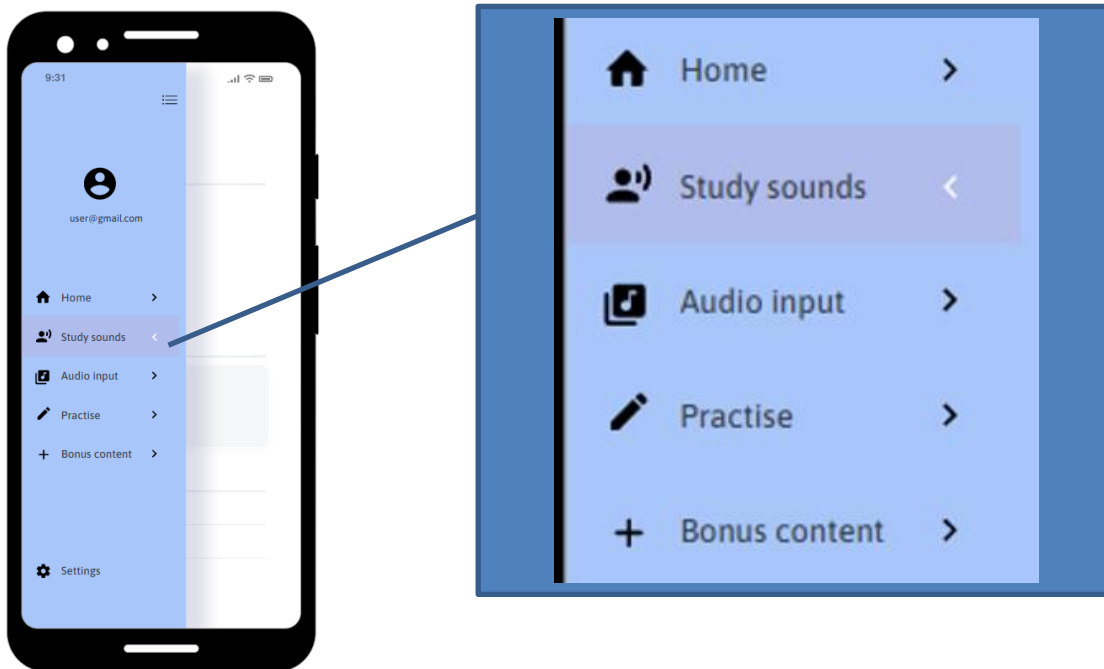 9:31
user@gmail.com
Home
Study sounds
Audio input
Practise
Bonus content
Settings
Home
Study sounds
Audio input
Practise
Bonus content